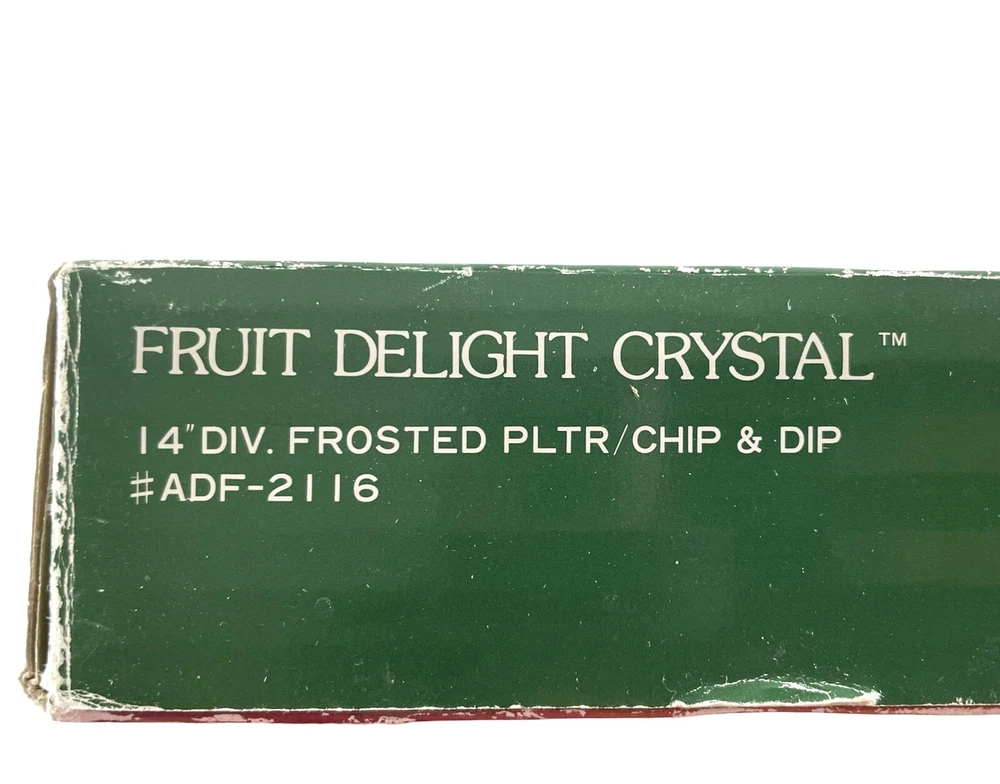 FRUIT DELIGHT CRYSTAL™
14" DIV. FROSTED PLTR/CHIP & DIP
#ADF-2116